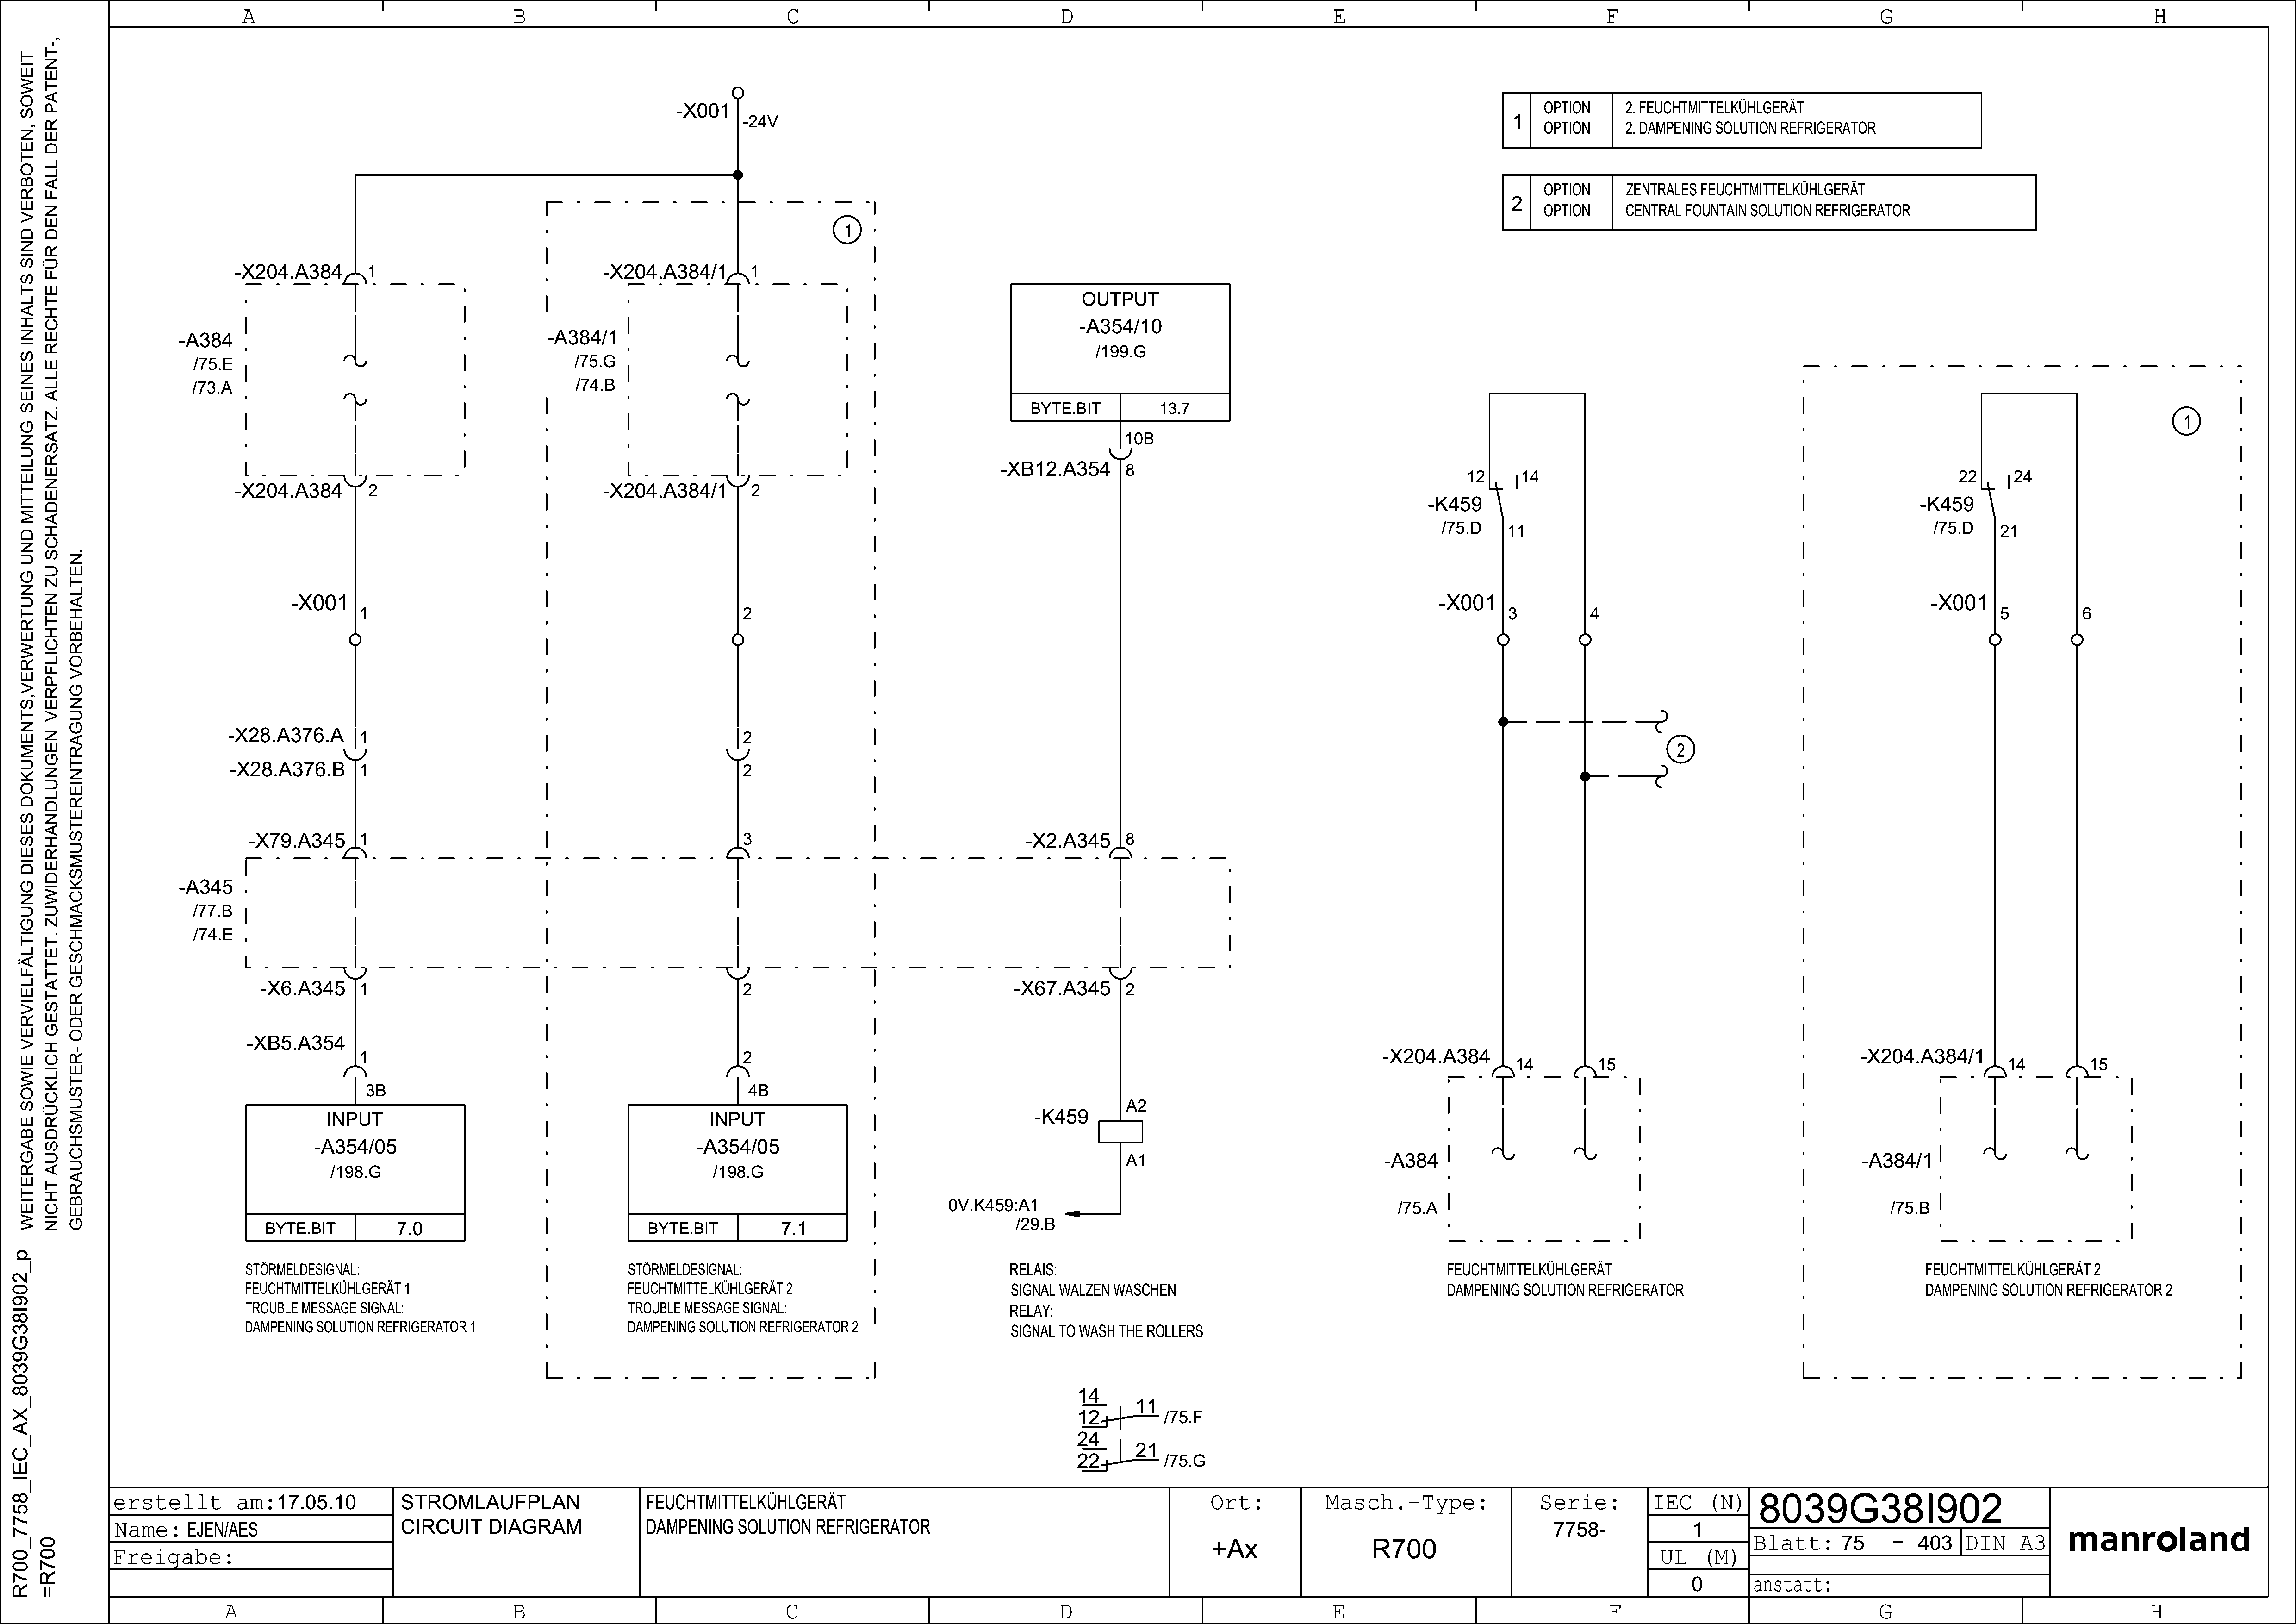 A B C D E F G H
WEITERGABE SOWIE VERVIELFÄLTIGUNG DIESES DOKUMENTS,VERWERTUNG UND MITTEILUNG SEINES INHALTS SIND VERBOTEN, SOWEIT
NICHT AUSDRÜCKLICH GESTATTET. ZUWIDERHANDLUNGEN VERPFLICHTEN ZU SCHADENERSATZ. ALLE RECHTE FÜR DEN FALL DER PATENT-,
GEBRAUCHSMUSTER- ODER GESCHMACKSMUSTEREINTRAGUNG VORBEHALTEN.
R700_7758_IEC_AX_8039G38I902_p
=R700
-X001
-24V
1
OPTION 2. FEUCHTMITTELKÜHLGERÄT
OPTION 2. DAMPENING SOLUTION REFRIGERATOR
2
OPTION ZENTRALES FEUCHTMITTELKÜHLGERÄT
OPTION CENTRAL FOUNTAIN SOLUTION REFRIGERATOR
1
-X204.A384 1
-A384
/75.E
/73.A
-X204.A384 2
-X001 1
-X28.A376.A 1
-X28.A376.B 1
-X79.A345 1
-A345
/77.B
/74.E
-X6.A345 1
-XB5.A354
1
3B
INPUT
-A354/05
/198.G
BYTE.BIT 7.0
STÖRMELDESIGNAL:
FEUCHTMITTELKÜHLGERÄT 1
TROUBLE MESSAGE SIGNAL:
DAMPENING SOLUTION REFRIGERATOR 1
-X204.A384/1 1
-A384/1
/75.G
/74.B
-X204.A384/1 2
2
2
2
3
2
2
4B
INPUT
-A354/05
/198.G
BYTE.BIT 7.1
STÖRMELDESIGNAL:
FEUCHTMITTELKÜHLGERÄT 2
TROUBLE MESSAGE SIGNAL:
DAMPENING SOLUTION REFRIGERATOR 2
OUTPUT
-A354/10
/199.G
BYTE.BIT 13.7
10B
-XB12.A354 8
-X2.A345 8
-X67.A345 2
A2
-K459
A1
0V.K459:A1
/29.B
RELAIS:
SIGNAL WALZEN WASCHEN
RELAY:
SIGNAL TO WASH THE ROLLERS
14
12 11 /75.F
24
22 21 /75.G
12 14
-K459
/75.D 11
-X001 3 4
2
-X204.A384 14 15
-A384
/75.A
FEUCHTMITTELKÜHLGERÄT
DAMPENING SOLUTION REFRIGERATOR
1
22 24
-K459
/75.D 21
-X001 5 6
-X204.A384/1 14 15
-A384/1
/75.B
FEUCHTMITTELKÜHLGERÄT 2
DAMPENING SOLUTION REFRIGERATOR 2
erstellt am: 17.05.10
Name: EJEN/AES
Freigabe:
STROMLAUFPLAN
CIRCUIT DIAGRAM
FEUCHTMITTELKÜHLGERÄT
DAMPENING SOLUTION REFRIGERATOR
Ort:
+Ax
Masch.-Type:
R700
Serie:
7758-
IEC (N)
1
UL (M)
0
8039G38I902
Blatt: 75 - 403 DIN A3
anstatt:
manroland
A B C D E F G H